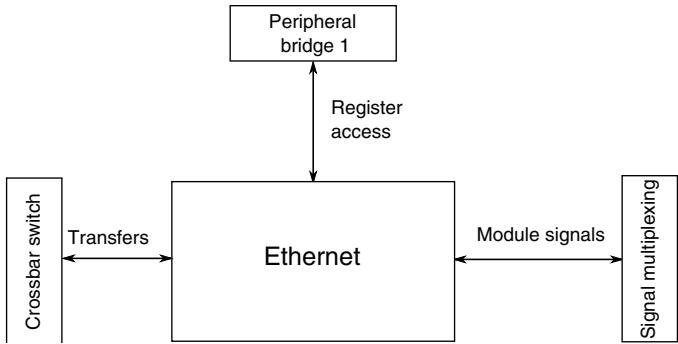 Peripheral
bridge 1
Register
access
Crossbar switch
Transfers
Ethernet
Module signals
Signal multiplexing